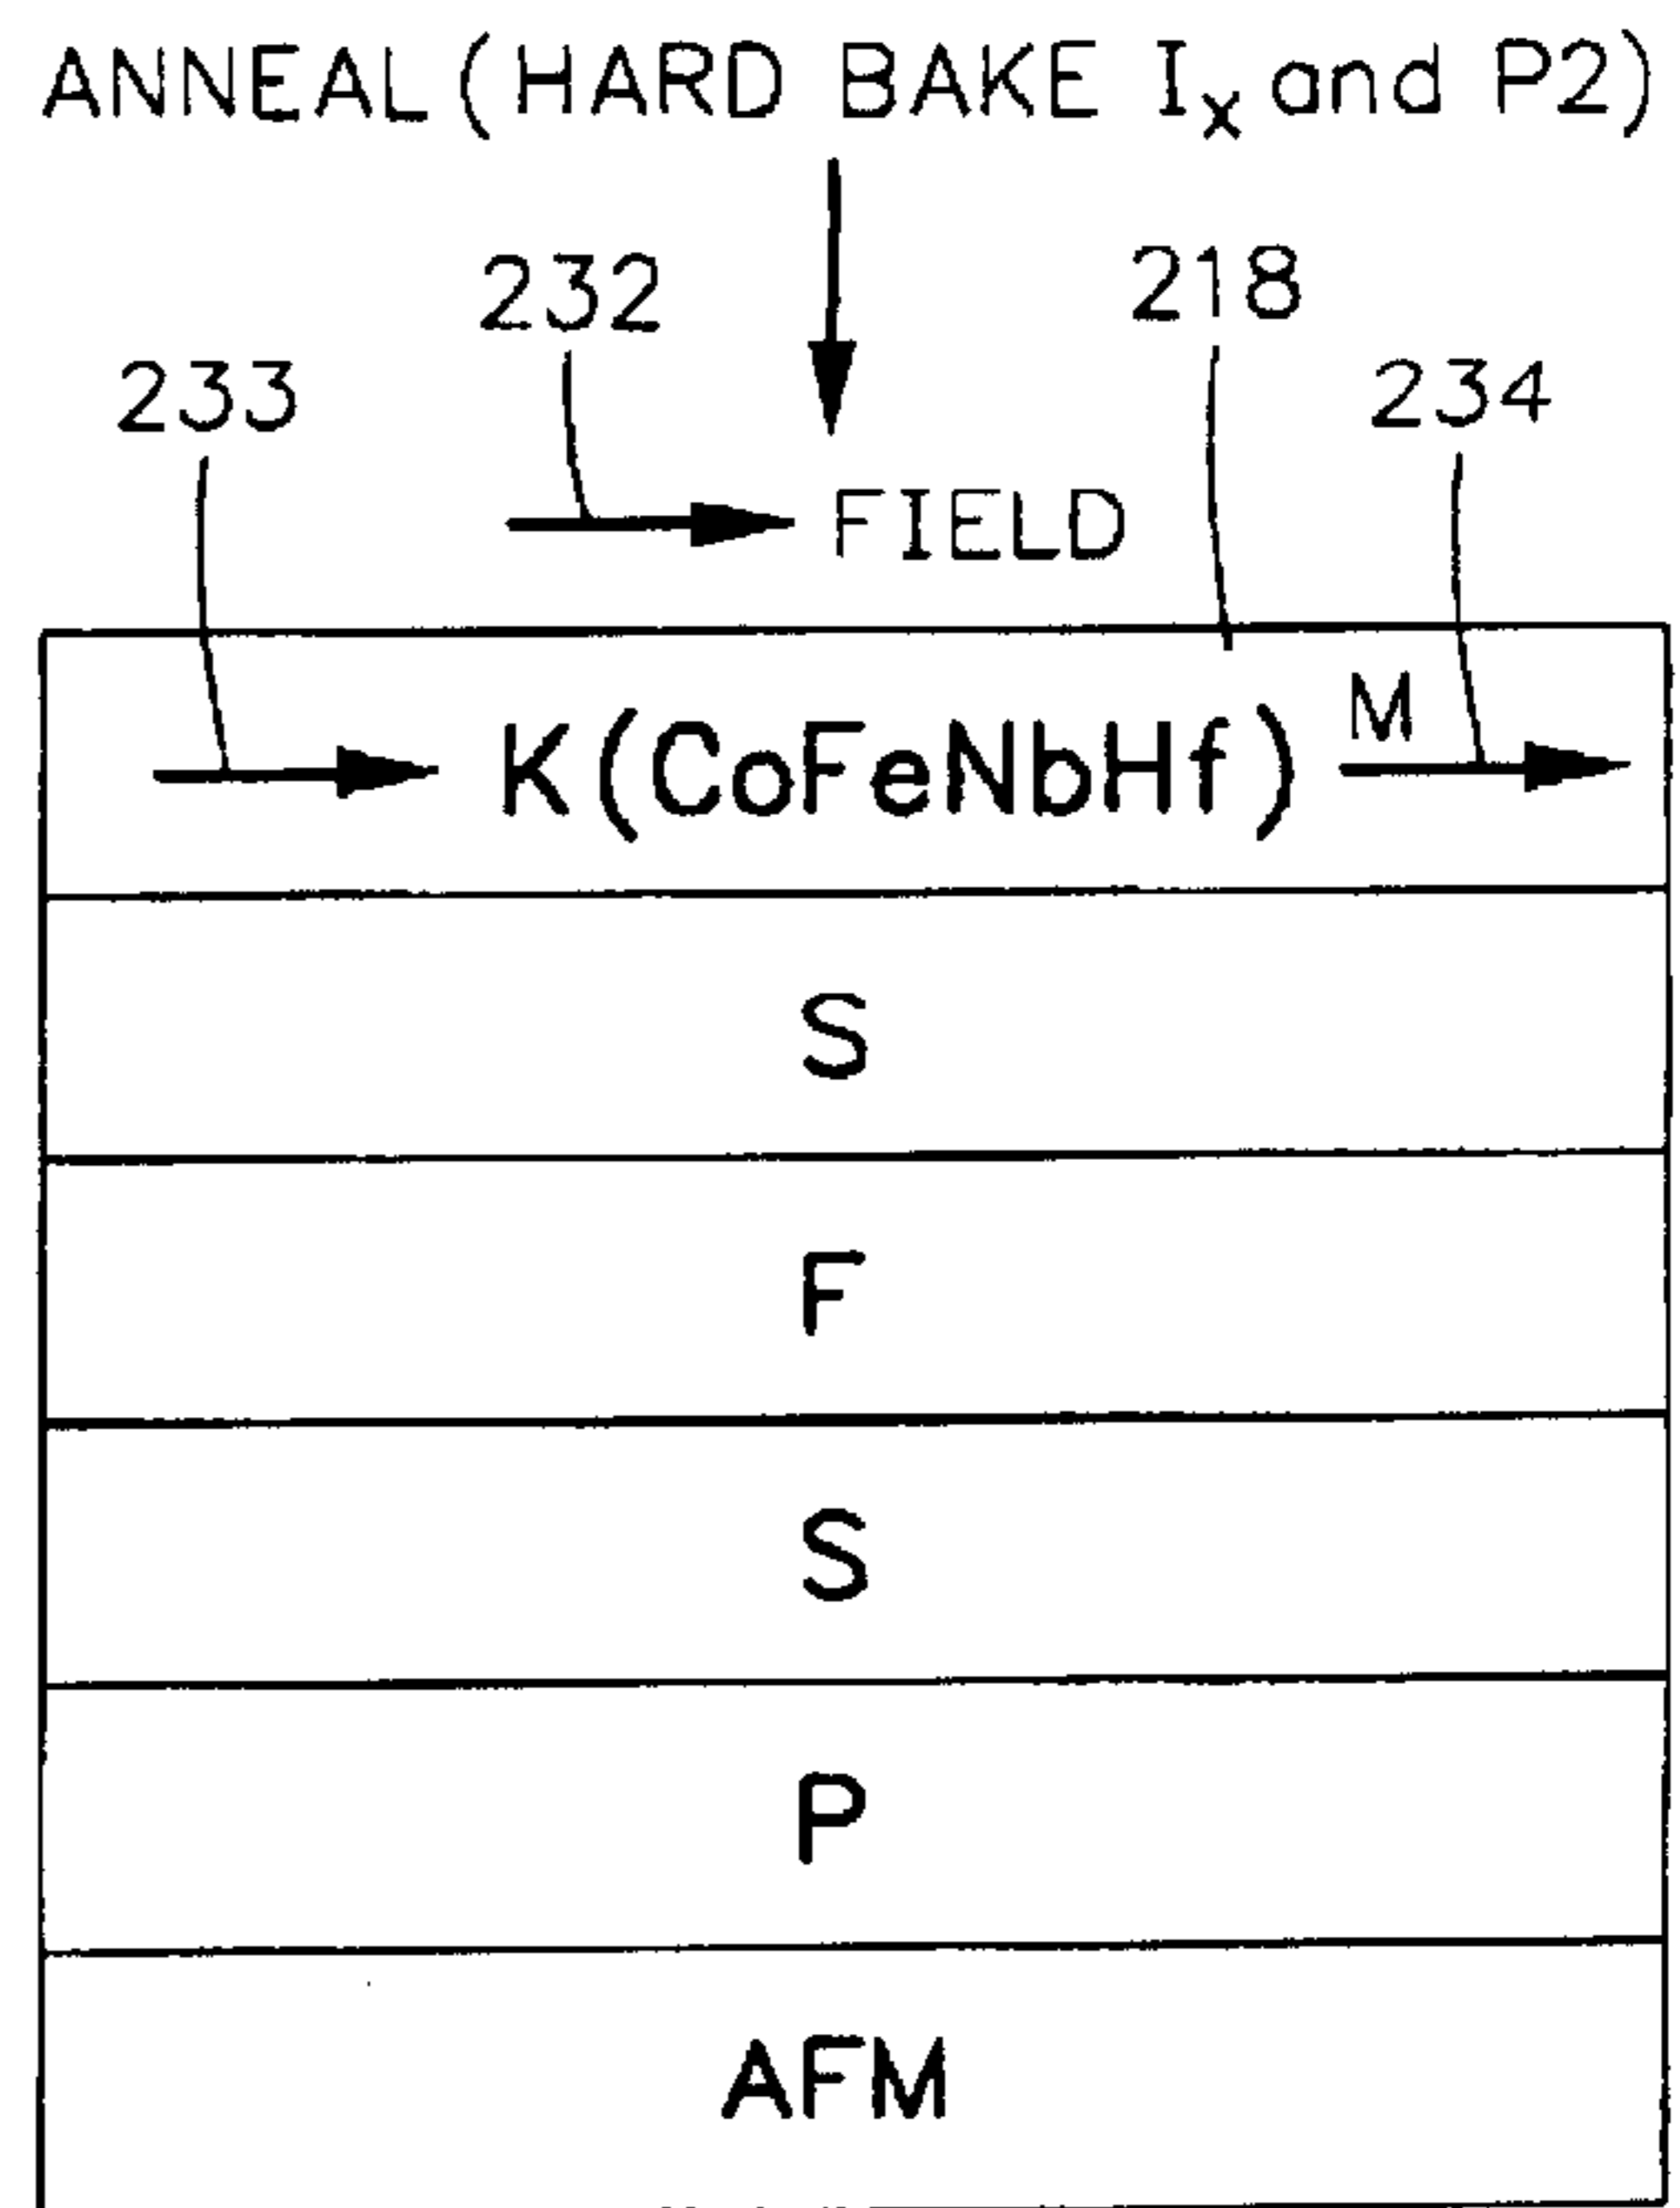 ANNEAL (HARD BAKE Ix and P2)
232 218
233 234
FIELD
K(CoFeNbHf) M
S
F
S
P
AFM